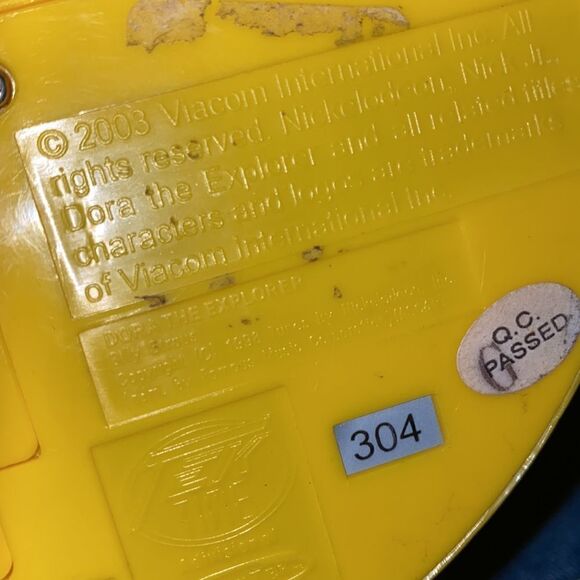 © 2003 Viacom International Inc. All
rights reserved. Nickelodeon, Nick Jr.,
Dora the Explorer and all related titles,
characters and logos are trademarks
of Viacom International Inc.
DORA THE EXPLORER
Q.C.
PASSED
304